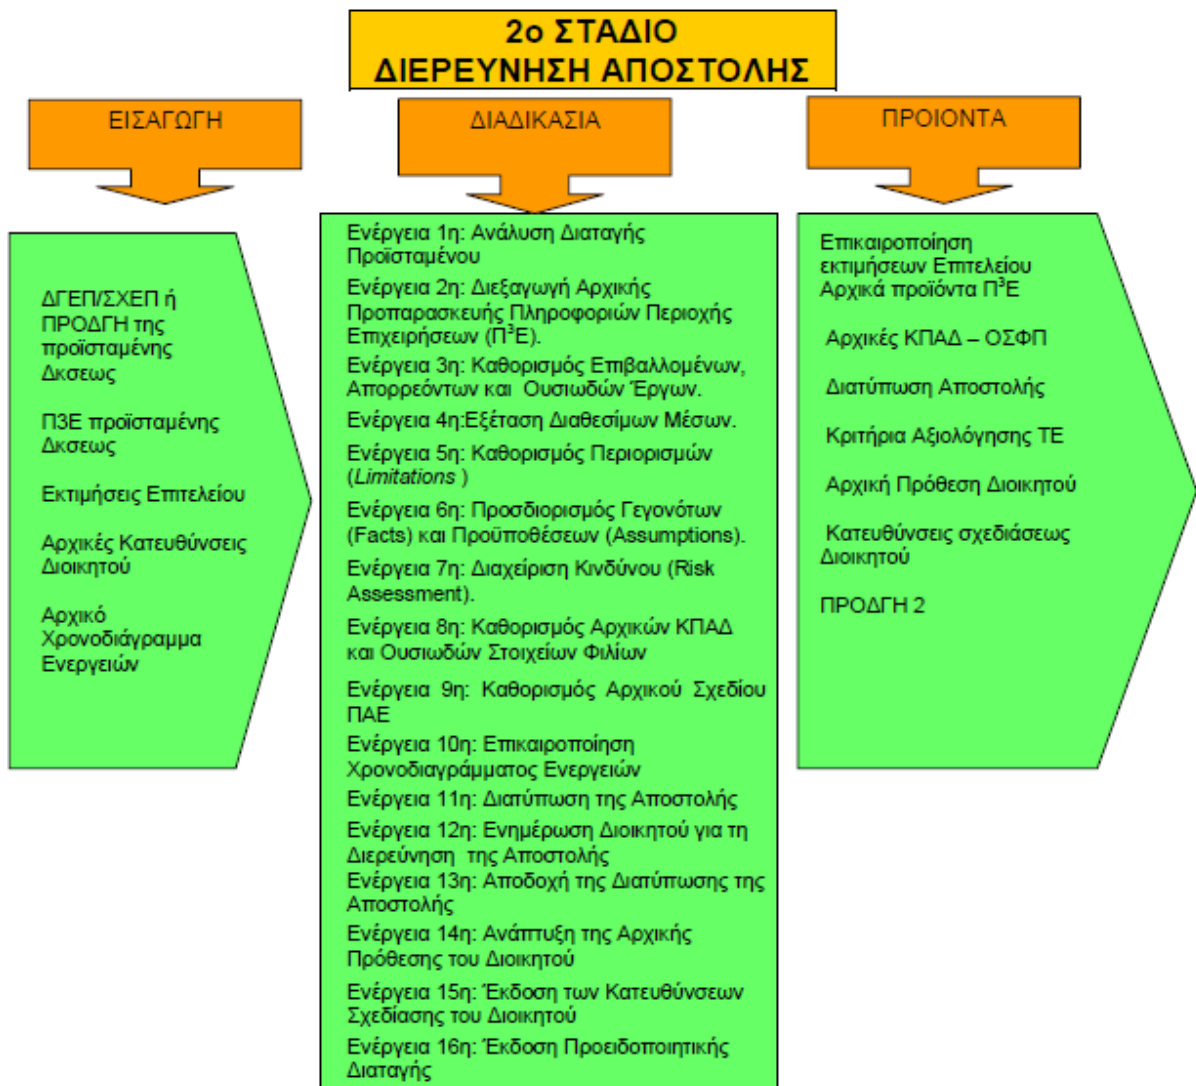 2ο ΣΤΑΔΙΟ
ΔΙΕΡΕΥΝΗΣΗ ΑΠΟΣΤΟΛΗΣ
ΕΙΣΑΓΩΓΗ
ΔΓΕΠ/ΣΧΕΠ ή
ΠΡΟΔΓΗ της
προϊσταμένης
Δκσεως
Π3Ε προϊσταμένης
Δκσεως
Εκτιμήσεις Επιτελείου
Αρχικές Κατευθύνσεις
Διοικητού
Αρχικό
Χρονοδιάγραμμα
Ενεργειών
ΔΙΑΔΙΚΑΣΙΑ
Ενέργεια 1η: Ανάλυση Διαταγής
Προϊσταμένου
Ενέργεια 2η: Διεξαγωγή Αρχικής
Προπαρασκευής Πληροφοριών Περιοχής
Επιχειρήσεων (Π³Ε).
Ενέργεια 3η: Καθορισμός Επιβαλλομένων,
Απορρεόντων και Ουσιωδών Έργων.
Ενέργεια 4η:Εξέταση Διαθεσίμων Μέσων.
Ενέργεια 5η: Καθορισμός Περιορισμών
(Limitations )
Ενέργεια 6η: Προσδιορισμός Γεγονότων
(Facts) και Προϋποθέσεων (Assumptions).
Ενέργεια 7η: Διαχείριση Κινδύνου (Risk
Assessment).
Ενέργεια 8η: Καθορισμός Αρχικών ΚΠΑΔ
και Ουσιωδών Στοιχείων Φιλίων
Ενέργεια 9η: Καθορισμός Αρχικού Σχεδίου
ΠΑΕ
Ενέργεια 10η: Επικαιροποίηση
Χρονοδιαγράμματος Ενεργειών
Ενέργεια 11η: Διατύπωση της Αποστολής
Ενέργεια 12η: Ενημέρωση Διοικητού για τη
Διερεύνηση της Αποστολής
Ενέργεια 13η: Αποδοχή της Διατύπωσης της
Αποστολής
Ενέργεια 14η: Ανάπτυξη της Αρχικής
Πρόθεσης του Διοικητού
Ενέργεια 15η: Έκδοση των Κατευθύνσεων
Σχεδίασης του Διοικητού
Ενέργεια 16η: Έκδοση Προειδοποιητικής
Διαταγής
ΠΡΟΙΟΝΤΑ
Επικαιροποίηση
εκτιμήσεων Επιτελείου
Αρχικά προϊόντα Π³Ε
Αρχικές ΚΠΑΔ – ΟΣΦΠ
Διατύπωση Αποστολής
Κριτήρια Αξιολόγησης ΤΕ
Αρχική Πρόθεση Διοικητού
Κατευθύνσεις σχεδιάσεως
Διοικητού
ΠΡΟΔΓΗ 2